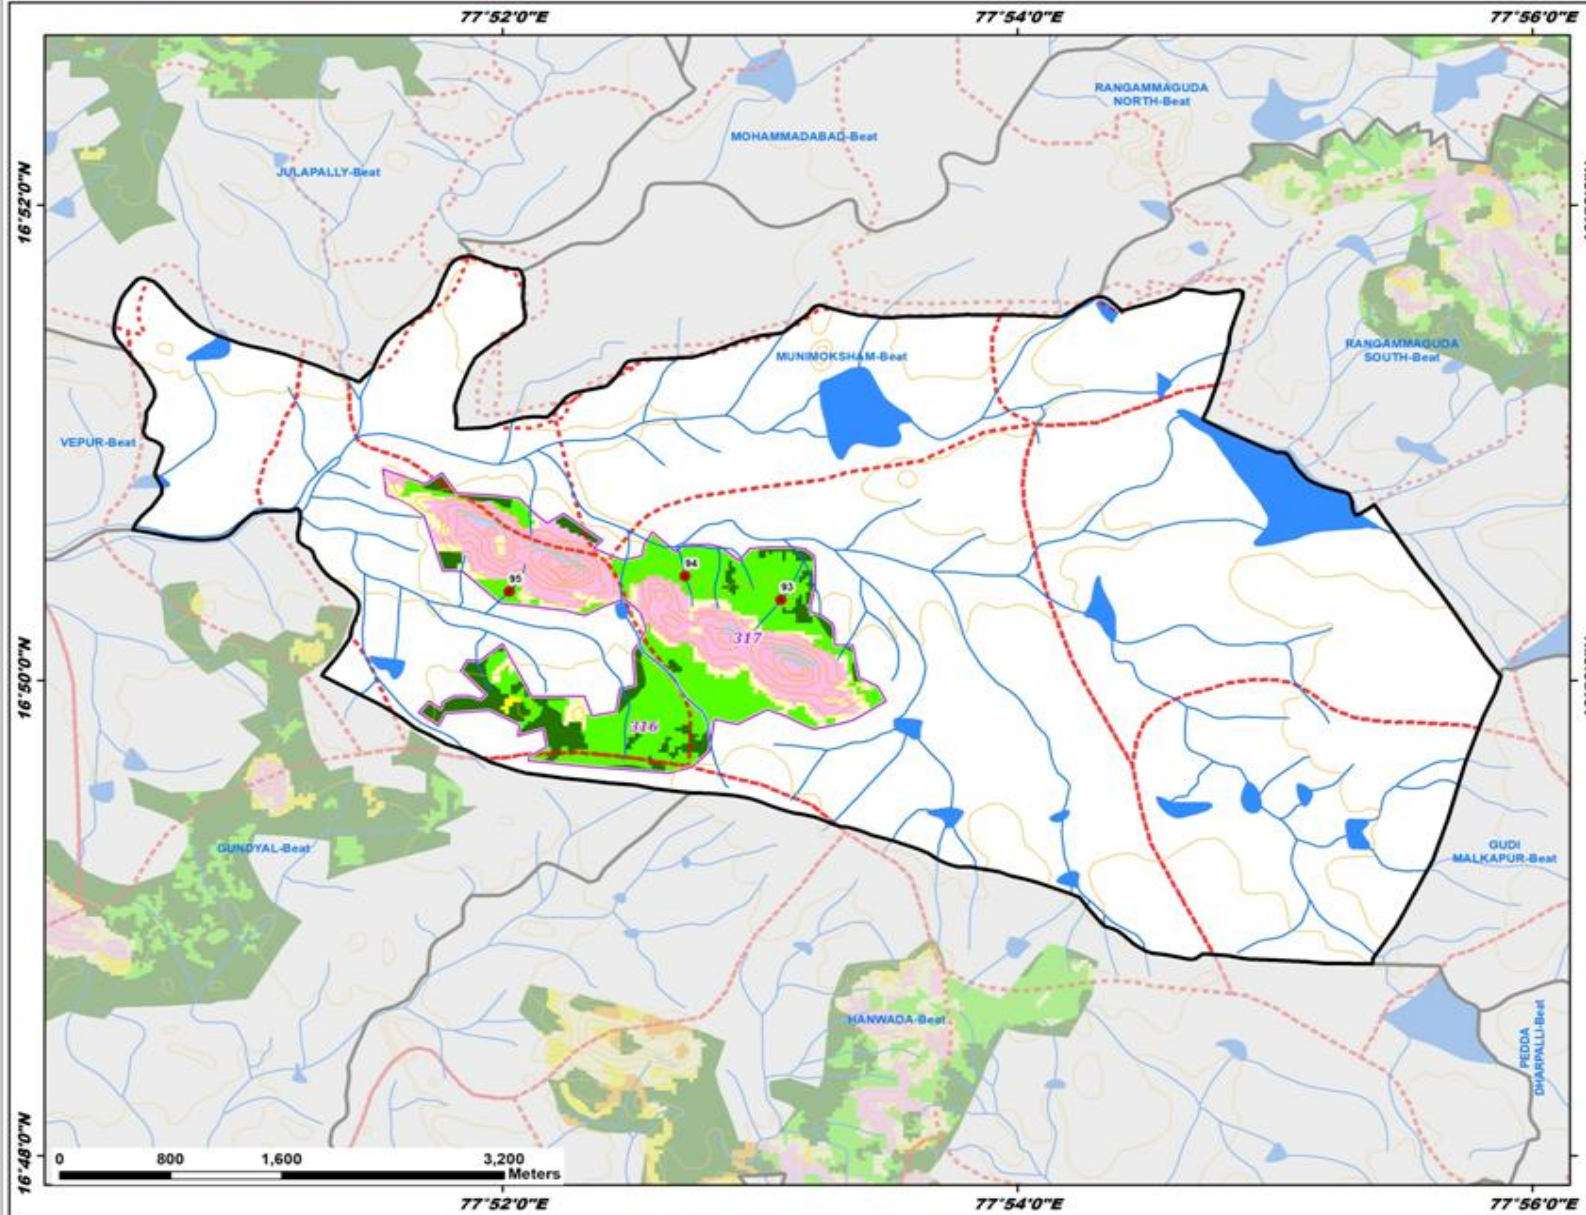 77°52'0"E
77°54'0"E
77°56'0"E
RANGAMMAGUDA
NORTH-Beat
MOHAMMADABAD-Beat
JULAPALLY-Beat
16°52'0"N
MUNIMOKSHAM-Beat
RANGAMMAGUDA
SOUTH-Beat
VEPUR-Beat
94
95
93
317
16°50'0"N
316
GUNDYAL-Beat
GUDI
MALKAPUR-Beat
HANWADA-Beat
PEDDA
DHARPALLI-Beat
16°48'0"N
0
800
1,600
3,200
Meters
77°52'0"E
77°54'0"E
77°56'0"E